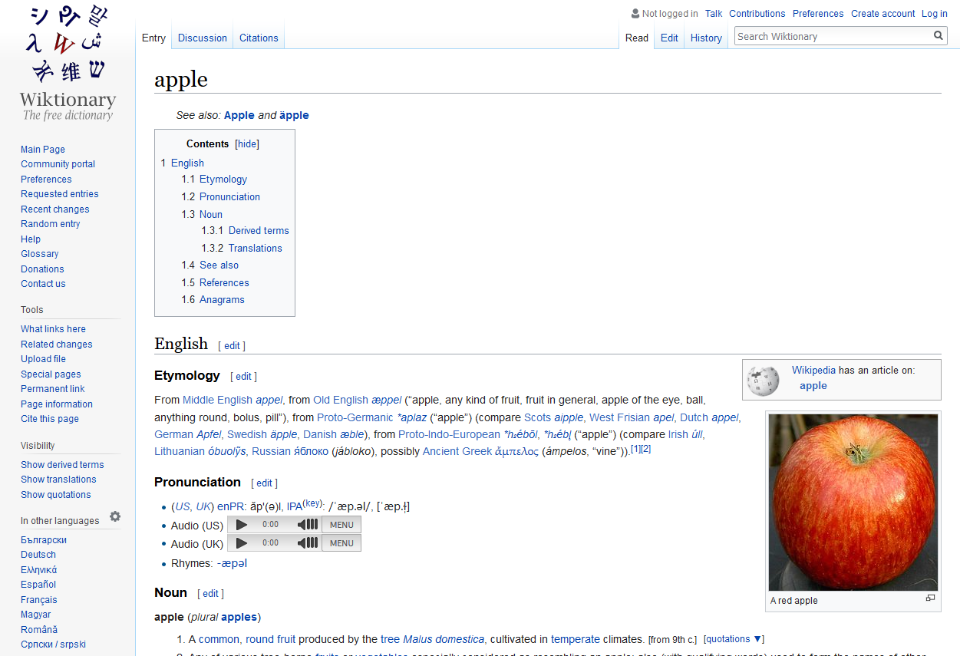 Not logged in Talk Contributions Preferences Create account Log in
Entry Discussion Citations Read Edit History Search Wiktionary
Wiktionary
The free dictionary
Main Page
Community portal
Preferences
Requested entries
Recent changes
Random entry
Help
Glossary
Donations
Contact us
Tools
What links here
Related changes
Upload file
Special pages
Permanent link
Page information
Cite this page
Visibility
Show derived terms
Show translations
Show quotations
In other languages
Български
Deutsch
Ελληνικά
Español
Français
Magyar
Română
Српски / srpski
apple
See also: Apple and äpple
Contents [hide]
1 English
1.1 Etymology
1.2 Pronunciation
1.3 Noun
1.3.1 Derived terms
1.3.2 Translations
1.4 See also
1.5 References
1.6 Anagrams
English [ edit ]
Wikipedia has an article on:
apple
A red apple
Etymology [ edit ]
From Middle English appel, from Old English æppel (“apple, any kind of fruit, fruit in general, apple of the eye, ball,
anything round, bolus, pill”), from Proto-Germanic *aplaz (“apple”) (compare Scots aipple, West Frisian apel, Dutch appel,
German Apfel, Swedish äpple, Danish æble), from Proto-Indo-European *h₂ébōl, *h₂ébl̥ (“apple”) (compare Irish úll,
Lithuanian óbuolỹs, Russian я́блоко (jábloko), possibly Ancient Greek ἄμπελος (ámpelos, “vine”)).[1][2]
Pronunciation [ edit ]
(US, UK) enPR: ăp'(ə)l, IPA(key): /ˈæp.əl/, [ˈæp.ɫ̩]
Audio (US) 0:00 MENU
Audio (UK) 0:00 MENU
Rhymes: -æpəl
Noun [ edit ]
apple (plural apples)
1. A common, round fruit produced by the tree Malus domestica, cultivated in temperate climates. [from 9th c.] [quotations ▼]